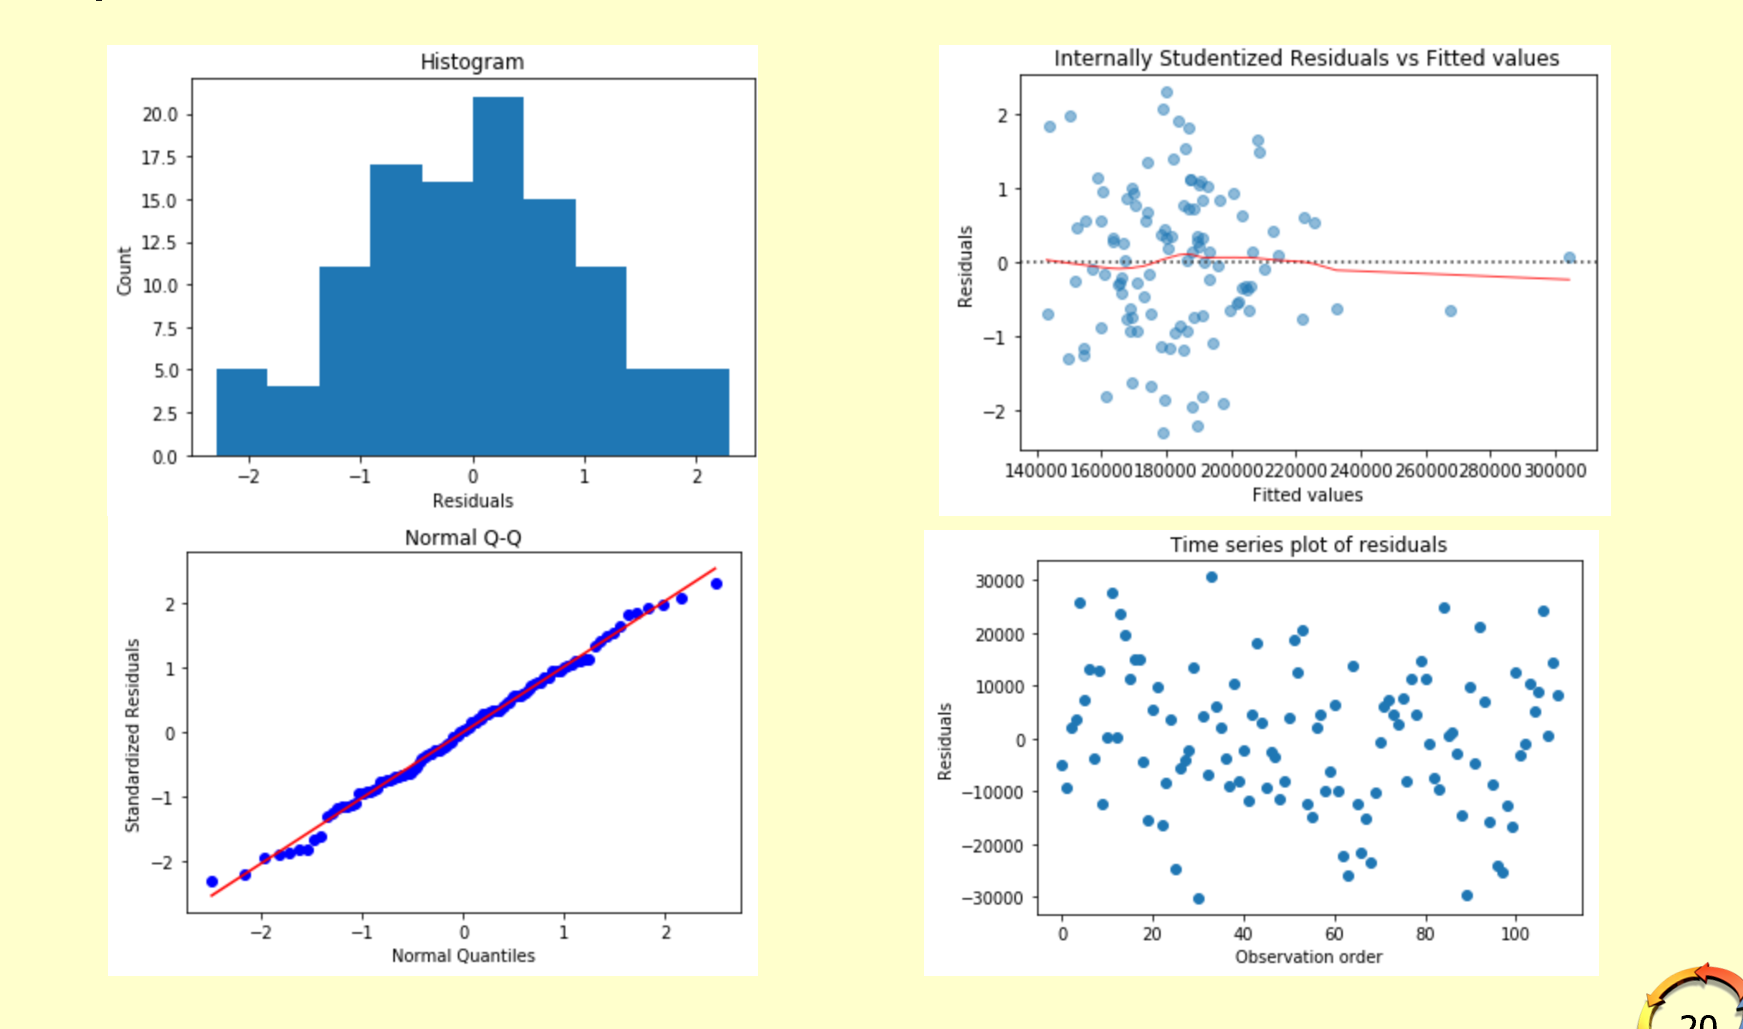 Histogram
20.0
17.5
15.0
12.5
10.0
7.5
5.0
2.5
0.0
Count
−2 −1 0 1 2
Residuals
Internally Studentized Residuals vs Fitted values
2
1
0
−1
−2
Residuals
140000 160000 180000 200000 220000 240000 260000 280000 300000
Fitted values
Normal Q-Q
2
1
0
−1
−2
Standardized Residuals
−2 −1 0 1 2
Normal Quantiles
Time series plot of residuals
30000
20000
10000
0
−10000
−20000
−30000
Residuals
0 20 40 60 80 100
Observation order
20